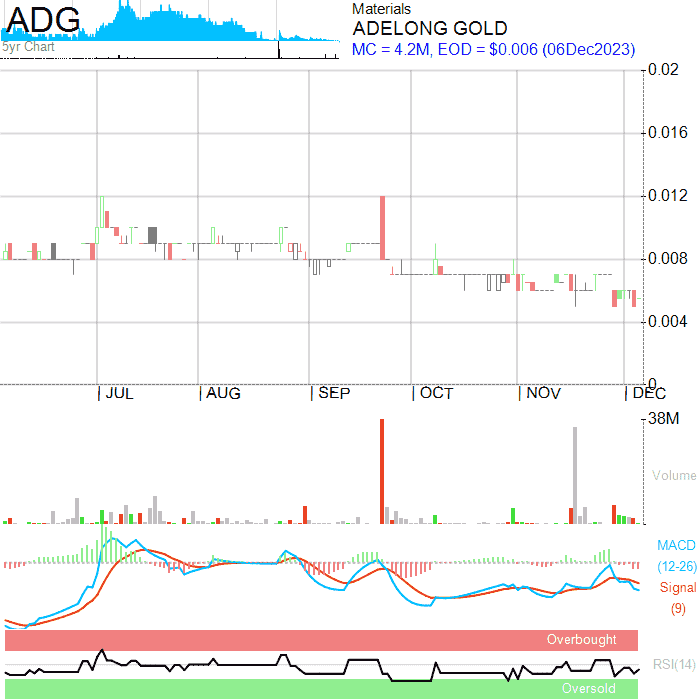 ADG
5yr Chart
Materials
ADELONG GOLD
MC = 4.2M, EOD = $0.006 (06Dec2023)
0.02
0.016
0.012
0.008
0.004
0
JUL
AUG
SEP
OCT
NOV
DEC
38M
Volume
MACD
(12-26)
Signal
(9)
Overbought
RSI(14)
Oversold